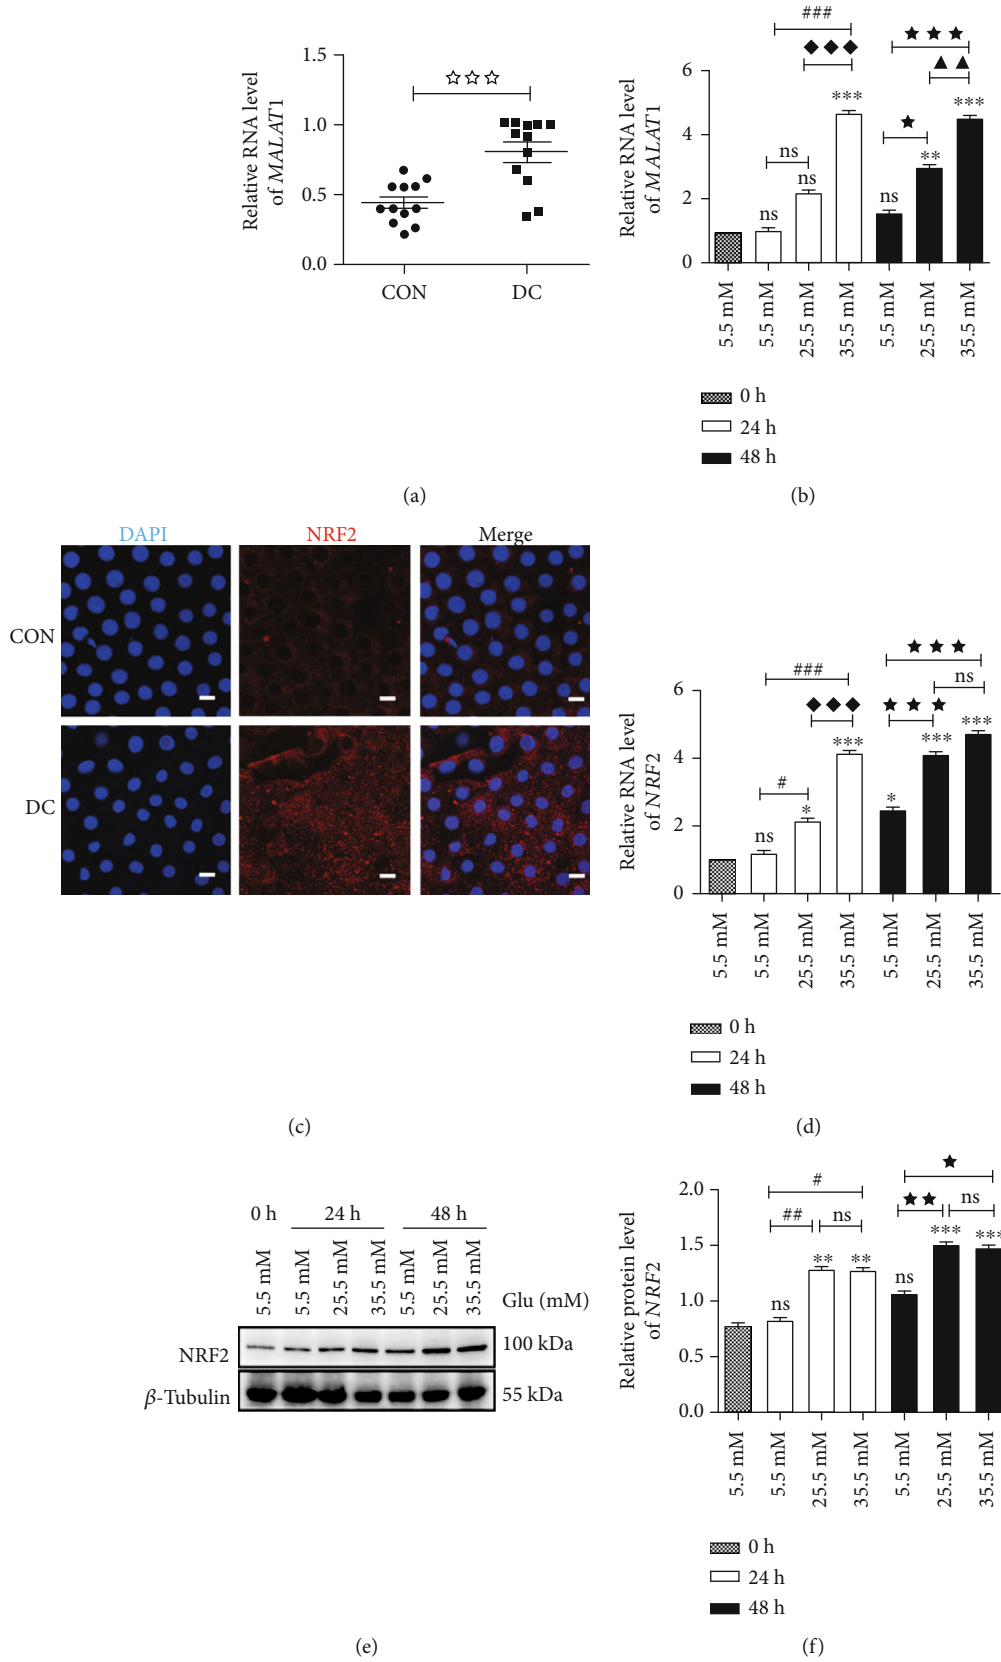 Relative RNA level
of MALAT1
1.5
1.0
0.5
0.0
☆☆☆
CON
DC
(a)
Relative RNA level
of MALAT1
6
4
2
0
###
◆ ◆ ◆
★ ★ ★
▲ ▲
★
ns
ns
ns
***
ns
**
***
5.5 mM
5.5 mM
25.5 mM
35.5 mM
5.5 mM
25.5 mM
35.5 mM
0 h
24 h
48 h
(b)
DAPI
NRF2
Merge
CON
DC
(c)
Relative RNA level
of NRF2
6
4
2
0
###
◆ ◆ ◆
#
★ ★ ★
ns
★ ★ ★
ns
*
***
*
***
***
5.5 mM
5.5 mM
25.5 mM
35.5 mM
5.5 mM
25.5 mM
35.5 mM
0 h
24 h
48 h
(d)
0 h
24 h
48 h
5.5 mM
5.5 mM
25.5 mM
35.5 mM
5.5 mM
25.5 mM
35.5 mM
Glu (mM)
NRF2
100 kDa
β-Tubulin
55 kDa
(e)
Relative protein level
of NRF2
2.0
1.5
1.0
0.5
0.0
#
##
ns
★
★ ★
ns
ns
**
**
ns
***
***
5.5 mM
5.5 mM
25.5 mM
35.5 mM
5.5 mM
25.5 mM
35.5 mM
0 h
24 h
48 h
(f)